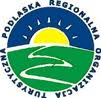 PODLASKA REGIONALNA ORGANIZACJA TURYSTYCZNA